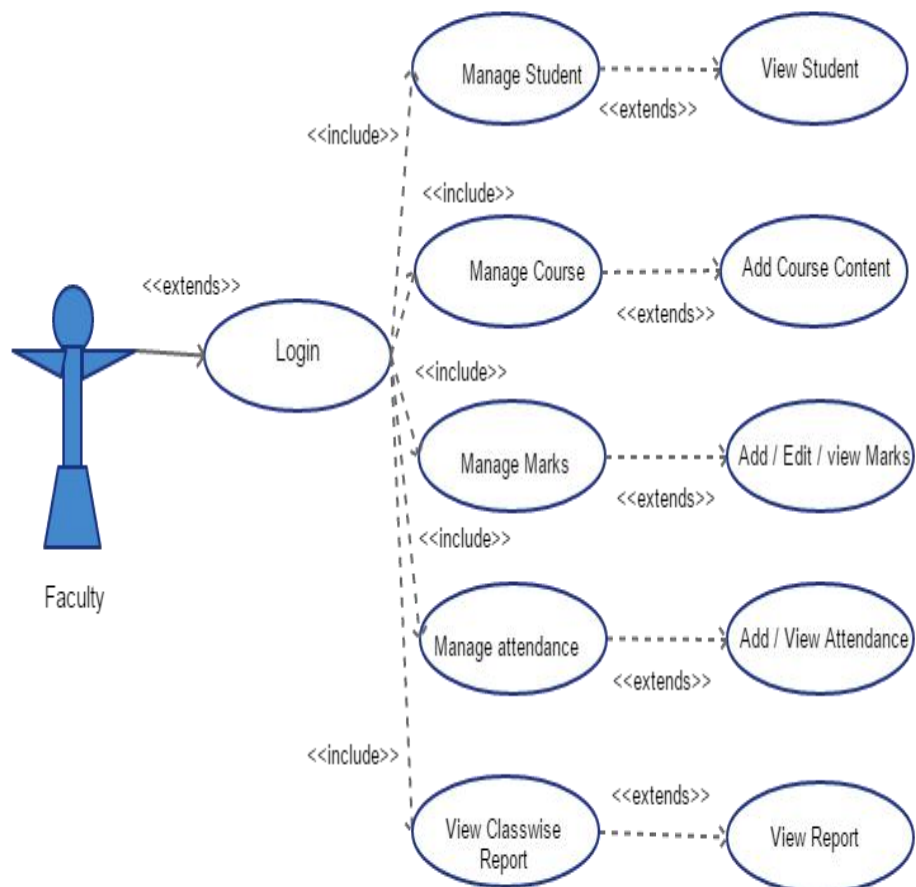 Manage Student
View Student
<<extends>>
<<include>>
<<include>>
Manage Course
Add Course Content
<<extends>>
<<extends>>
Login
Faculty
<<include>>
Manage Marks
Add / Edit / view Marks
<<extends>>
<<include>>
Manage attendance
Add / View Attendance
<<extends>>
<<include>>
View Classwise
Report
<<extends>>
View Report